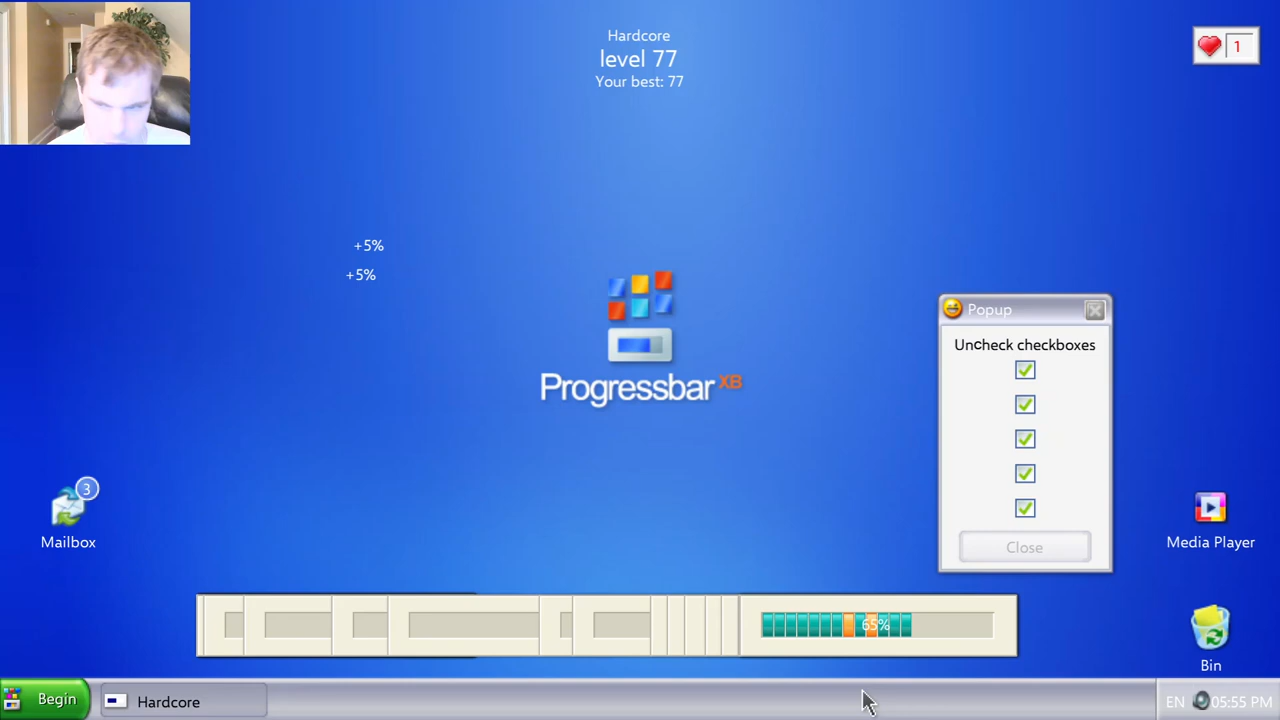 Hardcore
level 77
Your best: 77
1
+5%
+5%
Popup
Uncheck checkboxes
Close
Progressbar XB
3
Mailbox
Media Player
65%
Bin
Begin
Hardcore
EN
05:55 PM